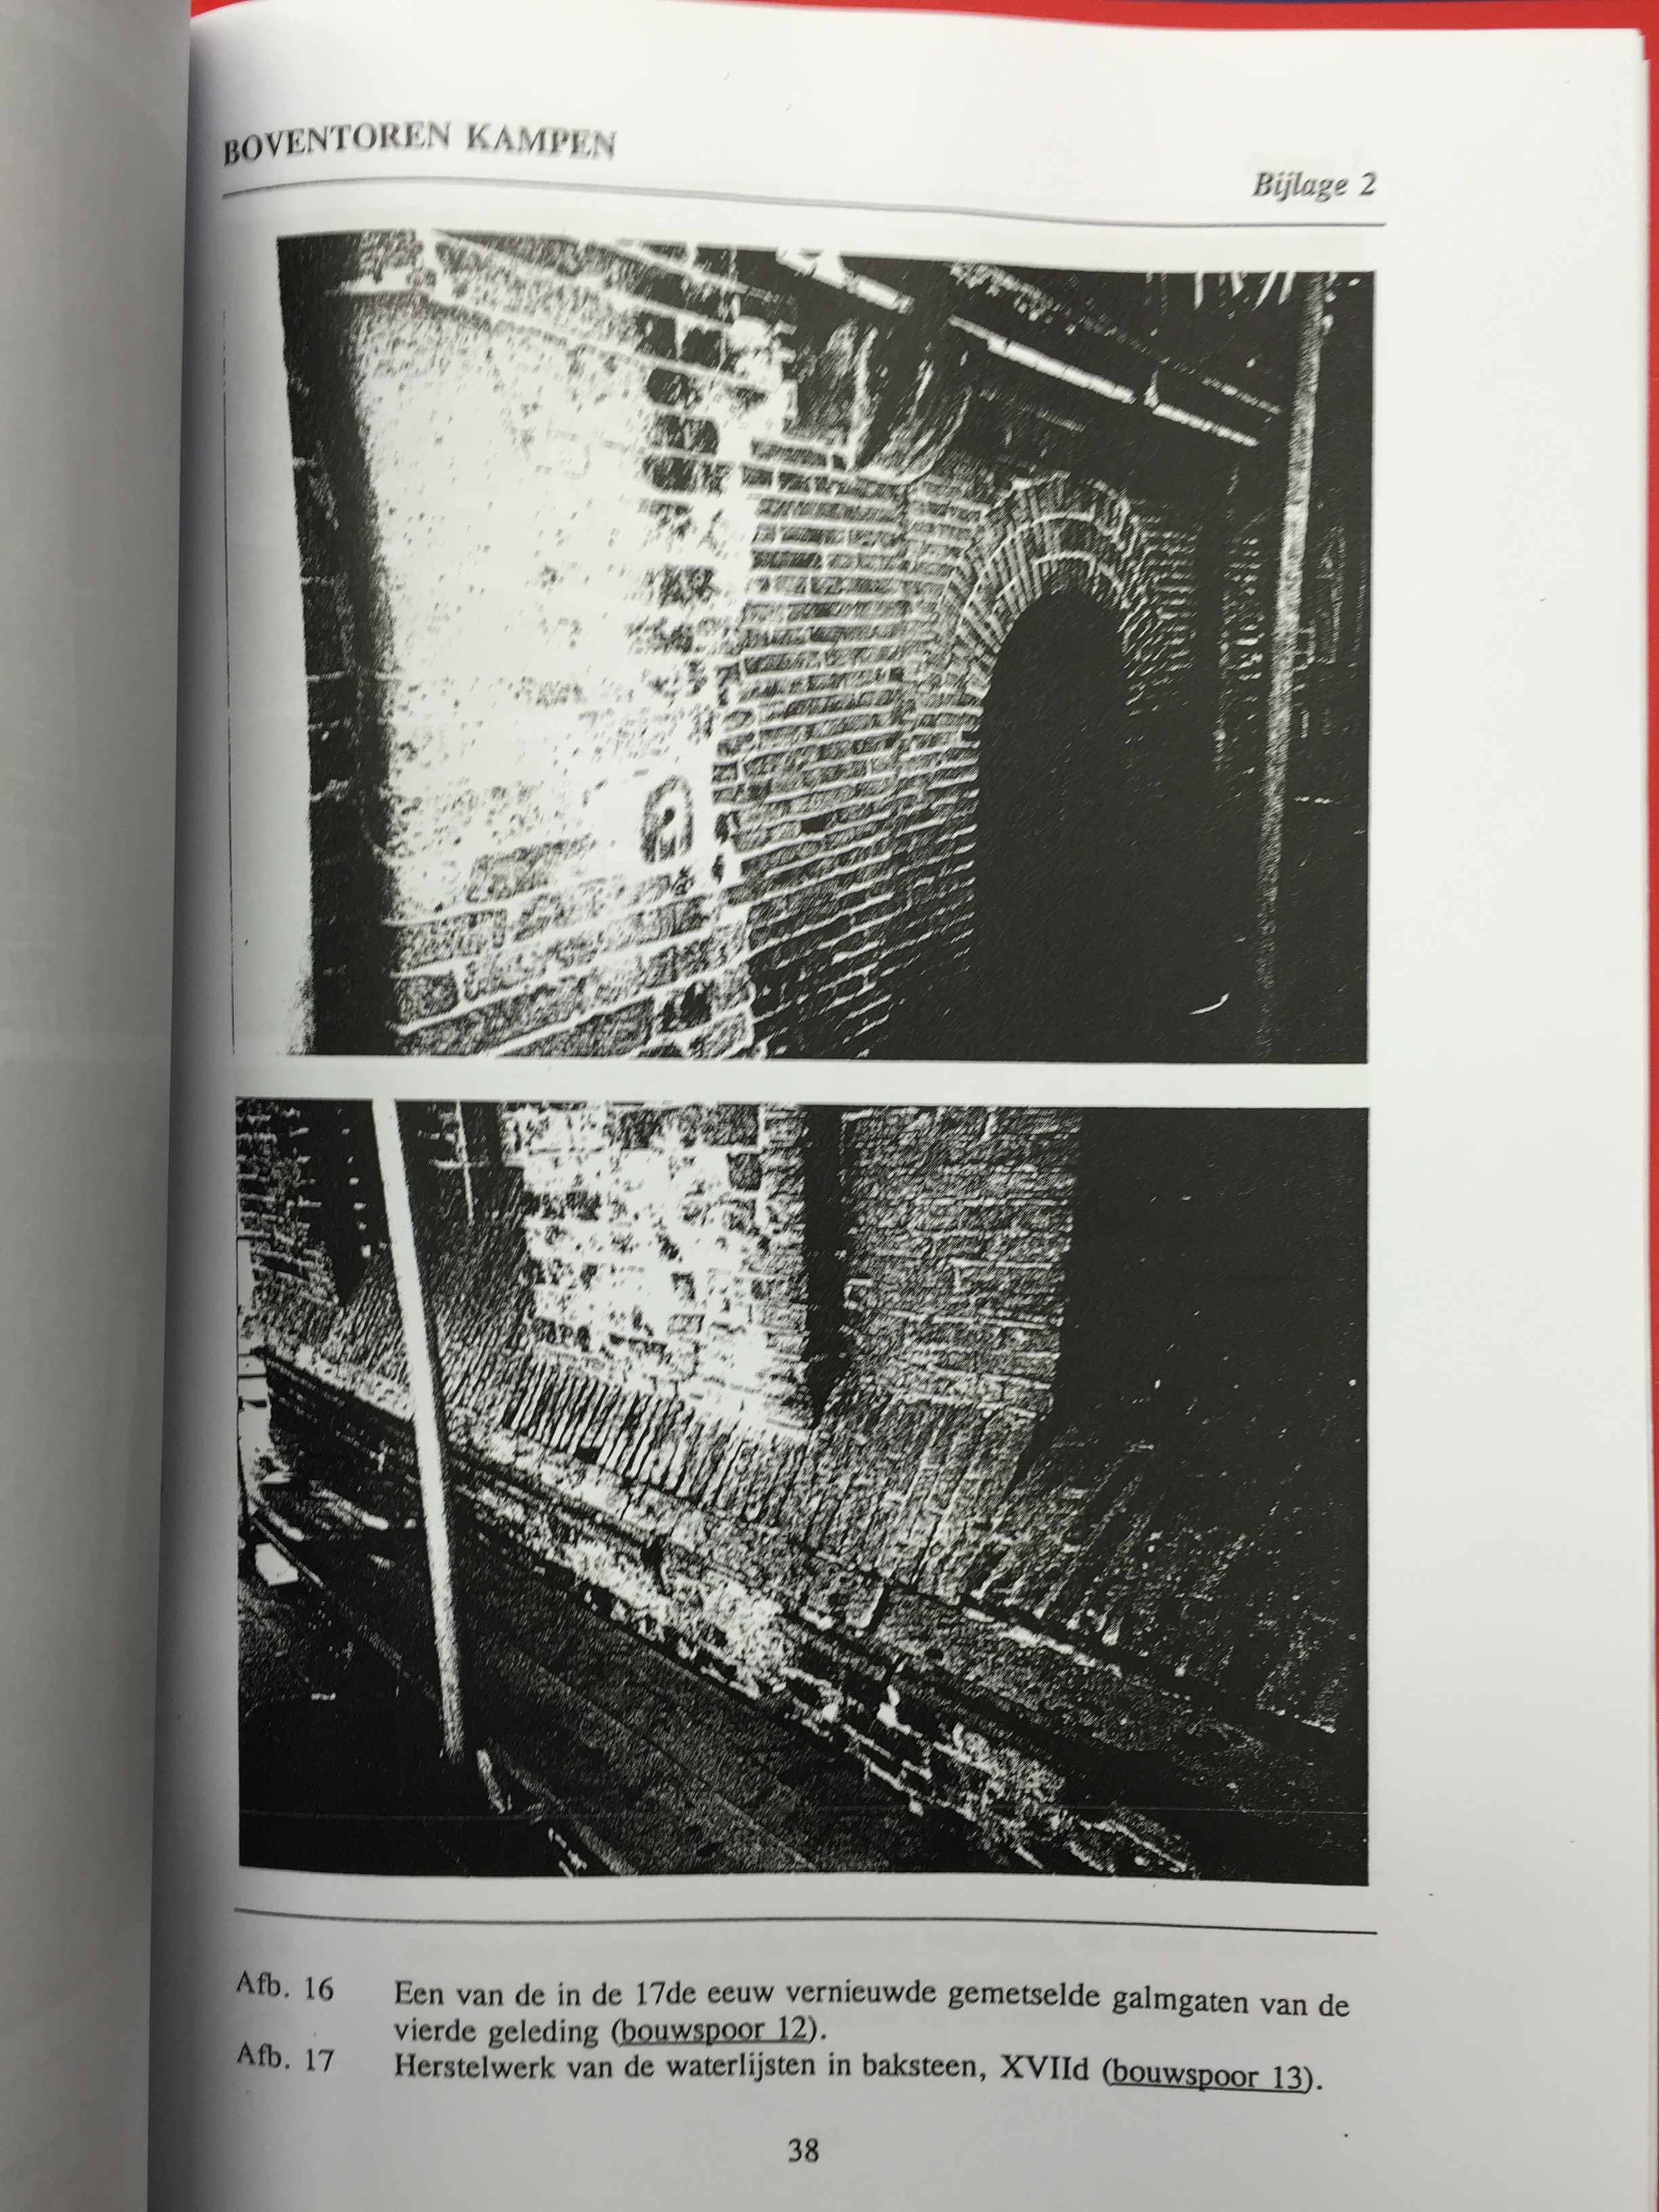 BOVENTOREN KAMPEN
Bijlage 2
Afb. 16 Een van de in de 17de eeuw vernieuwde gemetselde galmgaten van de
vierde geleding (bouwspoor 12).
Afb. 17 Herstelwerk van de waterlijsten in baksteen, XVIId (bouwspoor 13).
38